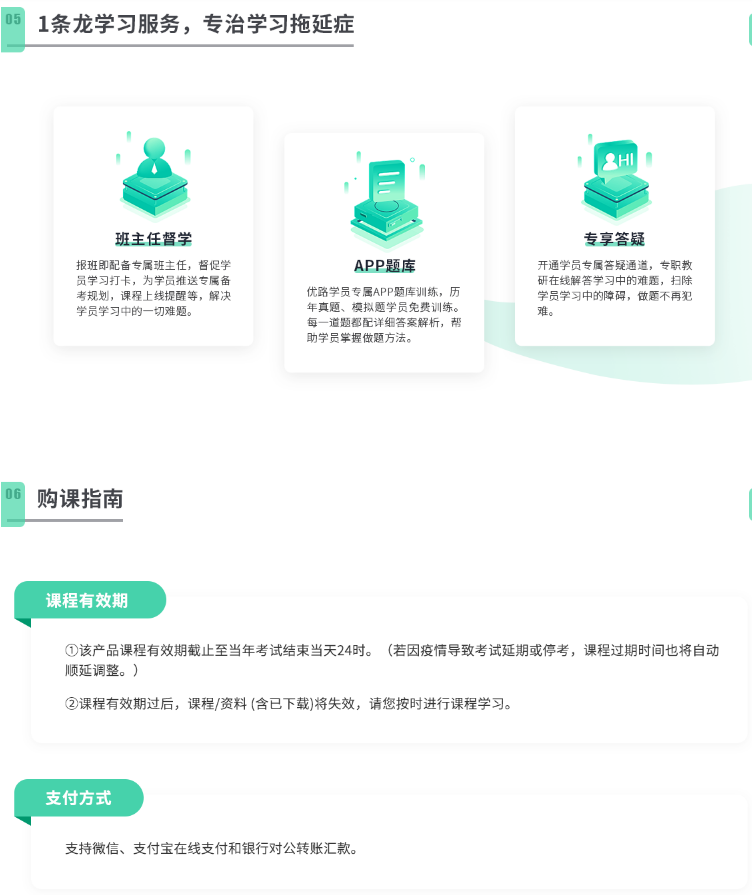 05
1条龙学习服务，专治学习拖延症
班主任督学
报班即配备专属班主任，督促学
员学习打卡，为学员推送专属备
考规划，课程上线提醒等，解决
学员学习中的一切难题。
APP题库
优路学员专属APP题库训练，历
年真题、模拟题学员免费训练。
每一道题都配详细答案解析，帮
助学员掌握做题方法。
HI
专享答疑
开通学员专属答疑通道，专职教
研在线解答学习中的难题，扫除
学员学习中的障碍，做题不再犯
难。
06
购课指南
课程有效期
①该产品课程有效期截止至当年考试结束当天24时。（若因疫情导致考试延期或停考，课程过期时间也将自动
顺延调整。）
②课程有效期过后，课程/资料 (含已下载)将失效，请您按时进行课程学习。
支付方式
支持微信、支付宝在线支付和银行对公转账汇款。